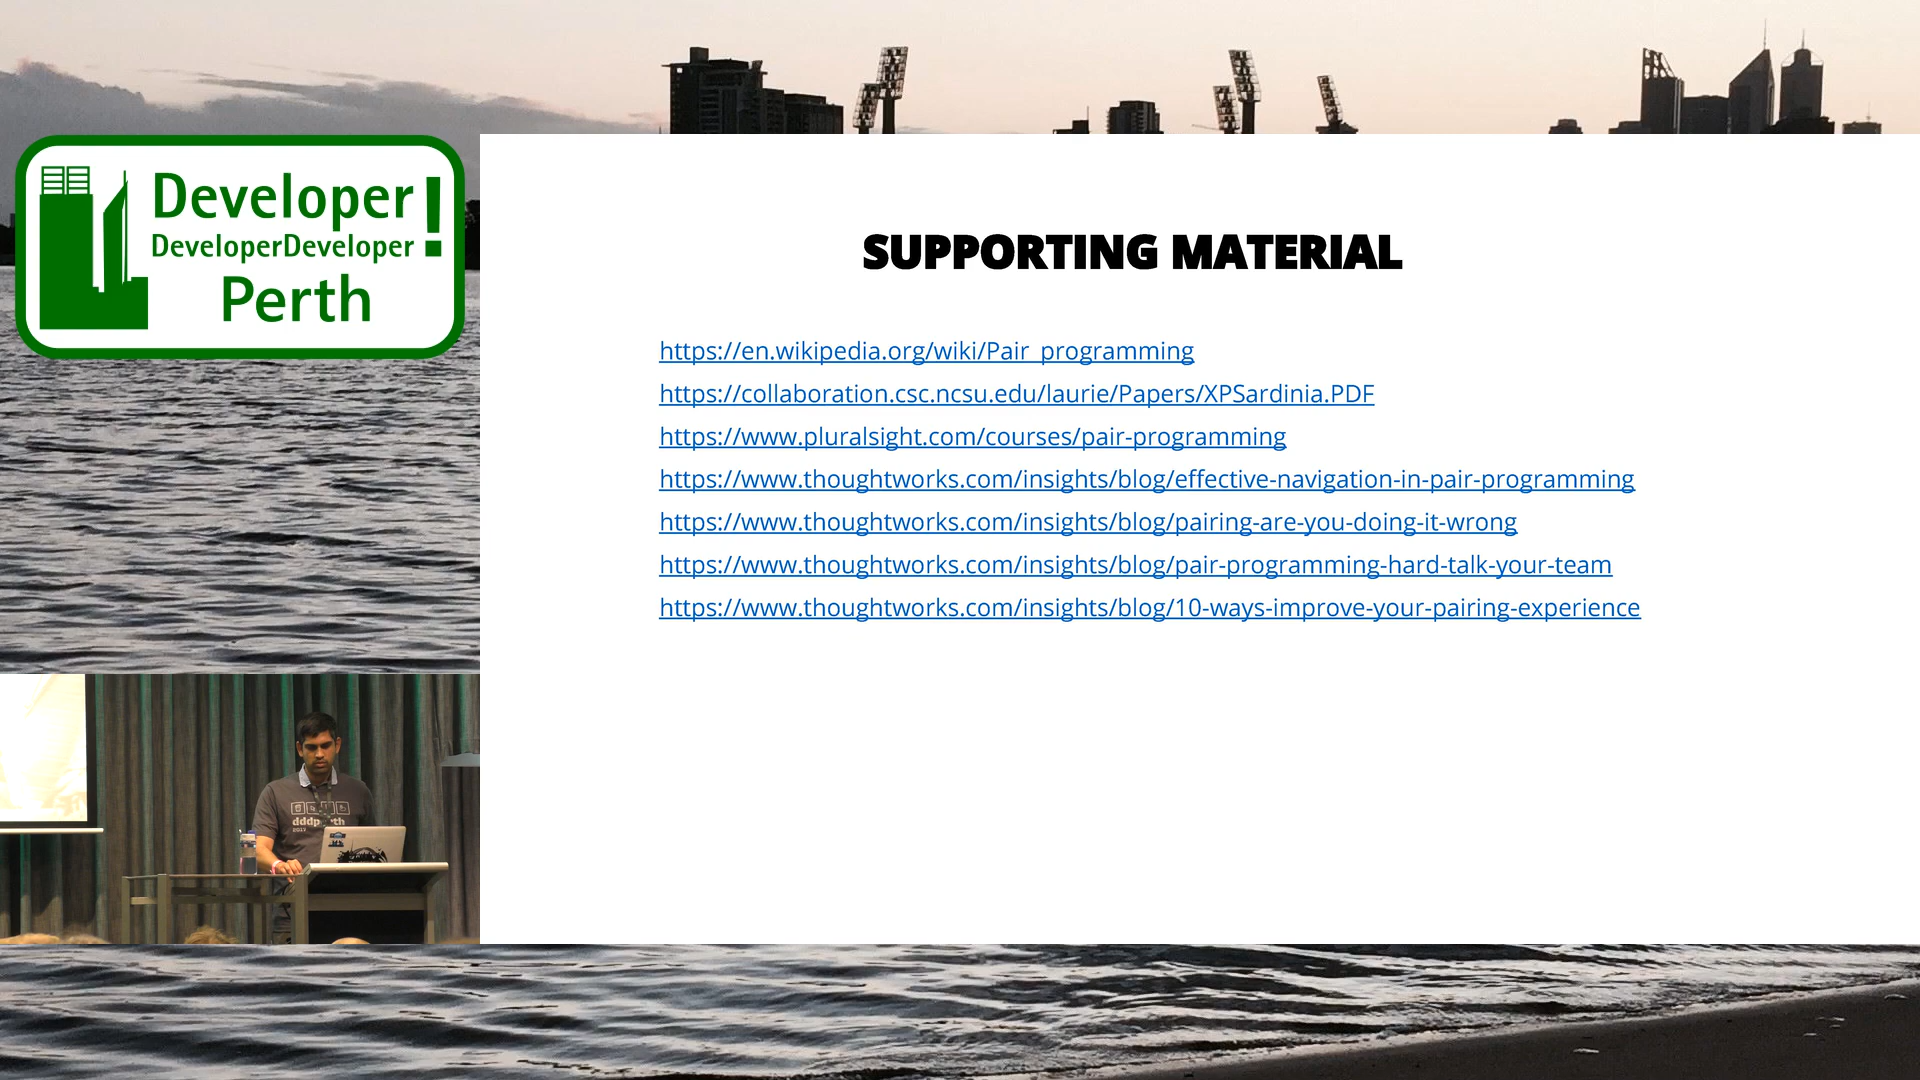 Developer
DeveloperDeveloper!
Perth
SUPPORTING MATERIAL
https://en.wikipedia.org/wiki/Pair_programming
https://collaboration.csc.ncsu.edu/laurie/Papers/XPSardinia.PDF
https://www.pluralsight.com/courses/pair-programming
https://www.thoughtworks.com/insights/blog/effective-navigation-in-pair-programming
https://www.thoughtworks.com/insights/blog/pairing-are-you-doing-it-wrong
https://www.thoughtworks.com/insights/blog/pair-programming-hard-talk-your-team
https://www.thoughtworks.com/insights/blog/10-ways-improve-your-pairing-experience
dddperth
2017